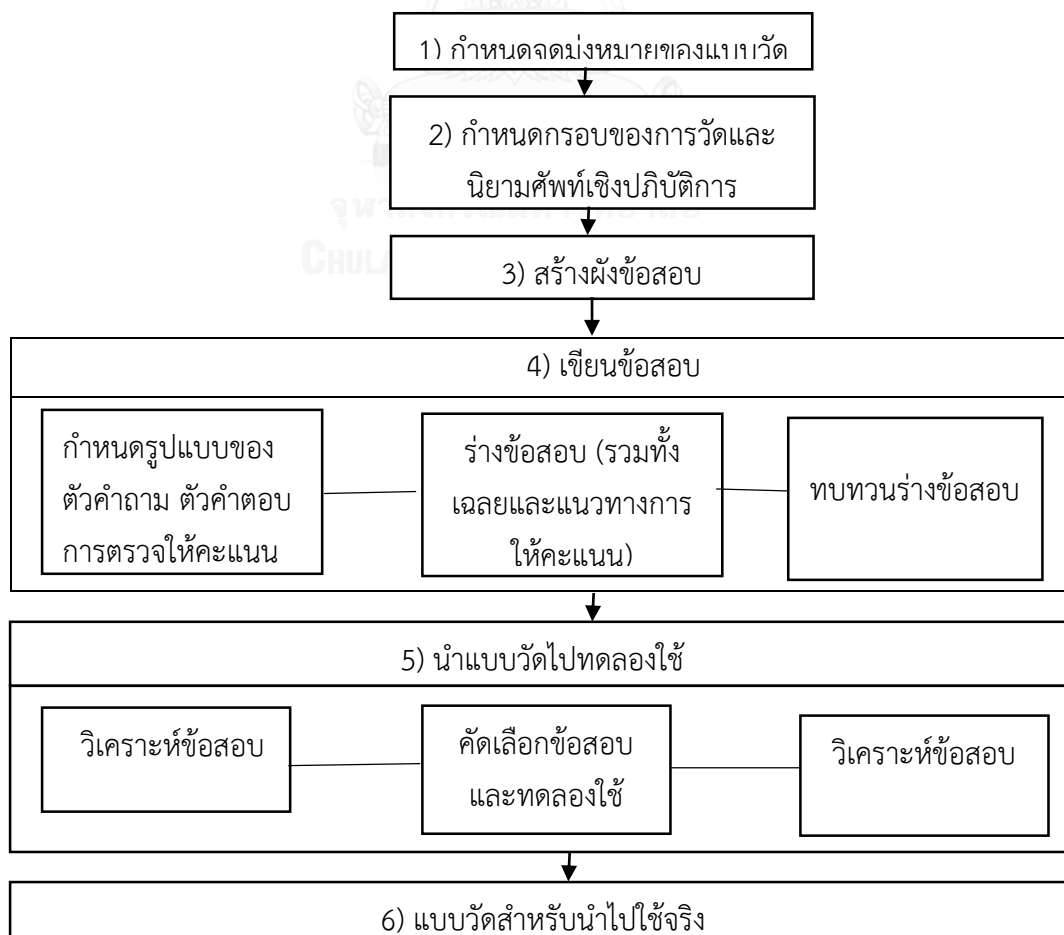 1) กำหนดจุดมุ่งหมายของแบบวัด
2) กำหนดกรอบของการวัดและ
นิยามศัพท์เชิงปฏิบัติการ
3) สร้างผังข้อสอบ
4) เขียนข้อสอบ
กำหนดรูปแบบของ
ตัวคำถาม ตัวคำตอบ
การตรวจให้คะแนน
ร่างข้อสอบ (รวมทั้ง
เฉลยและแนวทางการ
ให้คะแนน)
ทบทวนร่างข้อสอบ
5) นำแบบวัดไปทดลองใช้
วิเคราะห์ข้อสอบ
คัดเลือกข้อสอบ
และทดลองใช้
วิเคราะห์ข้อสอบ
6) แบบวัดสำหรับนำไปใช้จริง